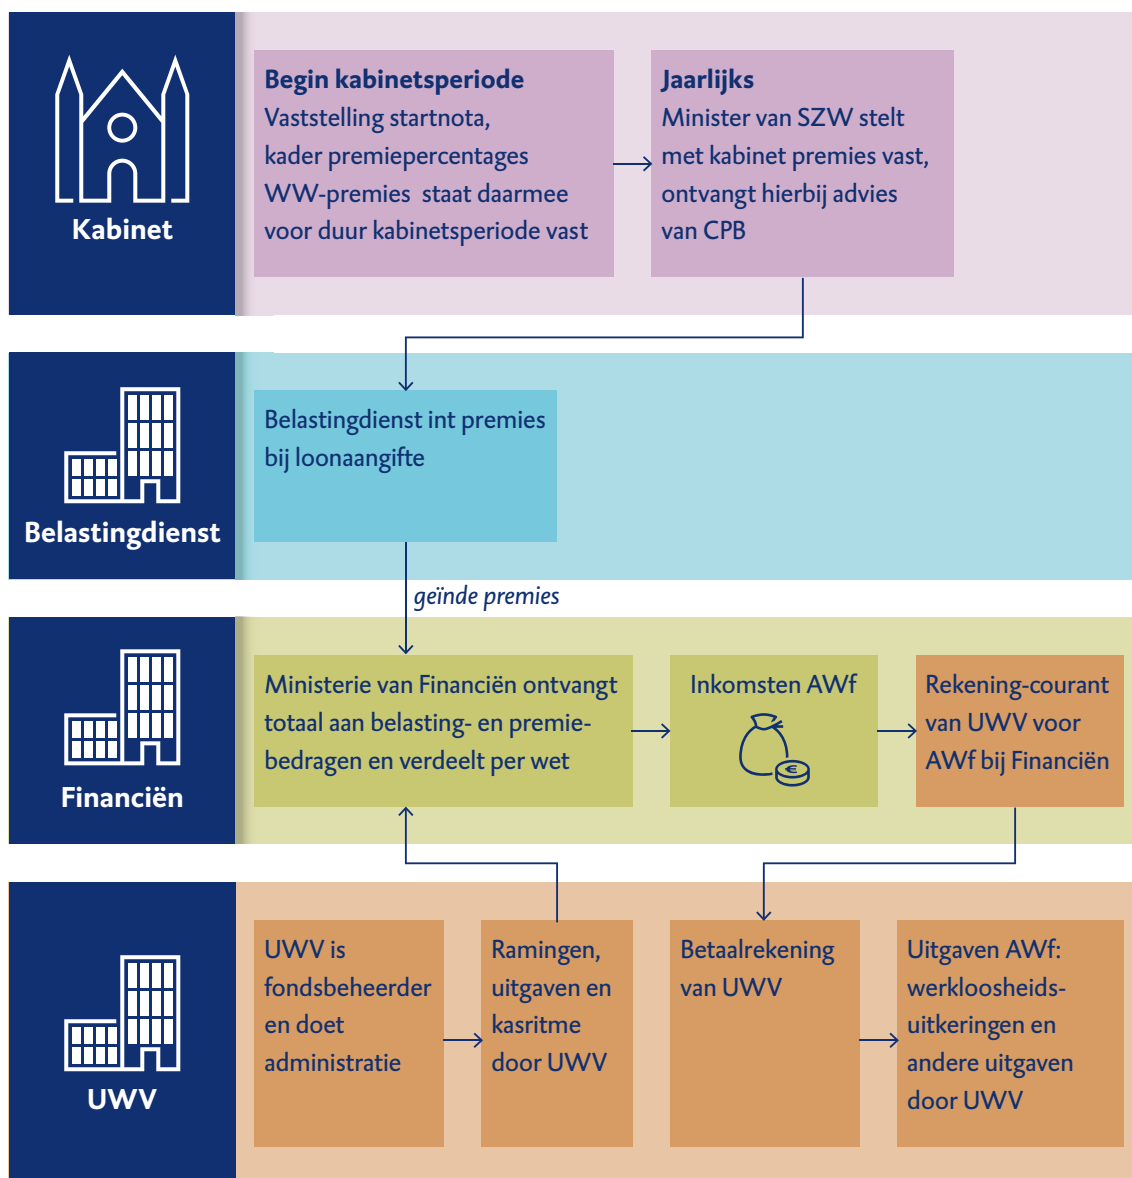 Kabinet
Begin kabinetsperiode
Vaststelling startnota,
kader premiepercentages
WW-premies staat daarmee
voor duur kabinetsperiode vast
Jaarlijks
Minister van SZW stelt
met kabinet premies vast,
ontvangt hierbij advies
van CPB
Belastingdienst
Belastingdienst int premies
bij loonaangifte
geïnde premies
Financiën
Ministerie van Financiën ontvangt
totaal aan belasting- en premie-
bedragen en verdeelt per wet
Inkomsten AWf
€
Rekening-courant
van UWV voor
AWf bij Financiën
UWV
UWV is
fondsbeheerder
en doet
administratie
Ramingen,
uitgaven en
kasritme
door UWV
Betaalrekening
van UWV
Uitgaven AWf:
werkloosheids-
uitkeringen en
andere uitgaven
door UWV